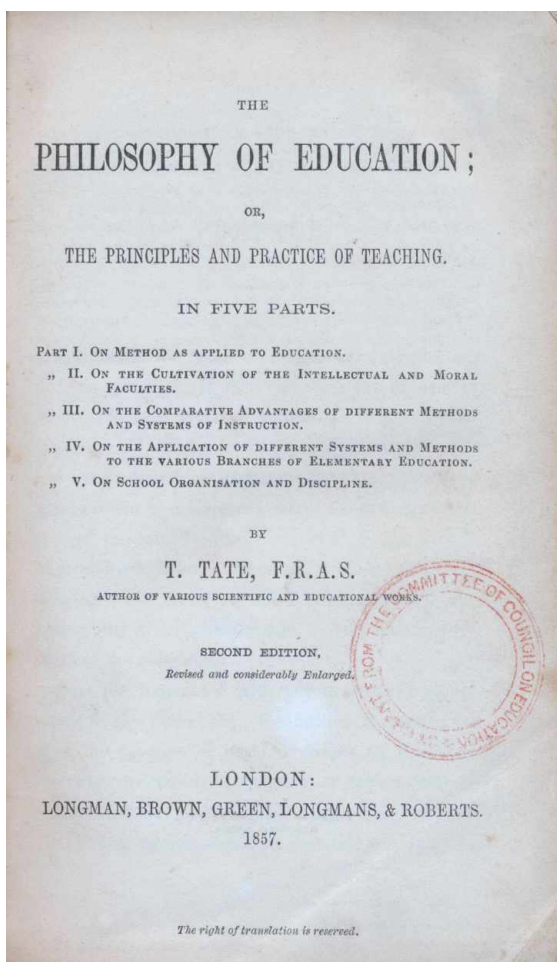 THE
PHILOSOPHY OF EDUCATION;
OR,
THE PRINCIPLES AND PRACTICE OF TEACHING.
IN FIVE PARTS.
PART I. ON METHOD AS APPLIED TO EDUCATION.
„ II. ON THE CULTIVATION OF THE INTELLECTUAL AND MORAL
FACULTIES.
„ III. ON THE COMPARATIVE ADVANTAGES OF DIFFERENT METHODS
AND SYSTEMS OF INSTRUCTION.
„ IV. ON THE APPLICATION OF DIFFERENT SYSTEMS AND METHODS
TO THE VARIOUS BRANCHES OF ELEMENTARY EDUCATION.
„ V. ON SCHOOL ORGANISATION AND DISCIPLINE.
BY
T. TATE, F.R.A.S.
AUTHOR OF VARIOUS SCIENTIFIC AND EDUCATIONAL WORKS.
SECOND EDITION,
Revised and considerably Enlarged.
BY GRANT FROM THE COMMITTEE OF COUNCIL ON EDUCATION
LONDON:
LONGMAN, BROWN, GREEN, LONGMANS, & ROBERTS.
1857.
The right of translation is reserved.